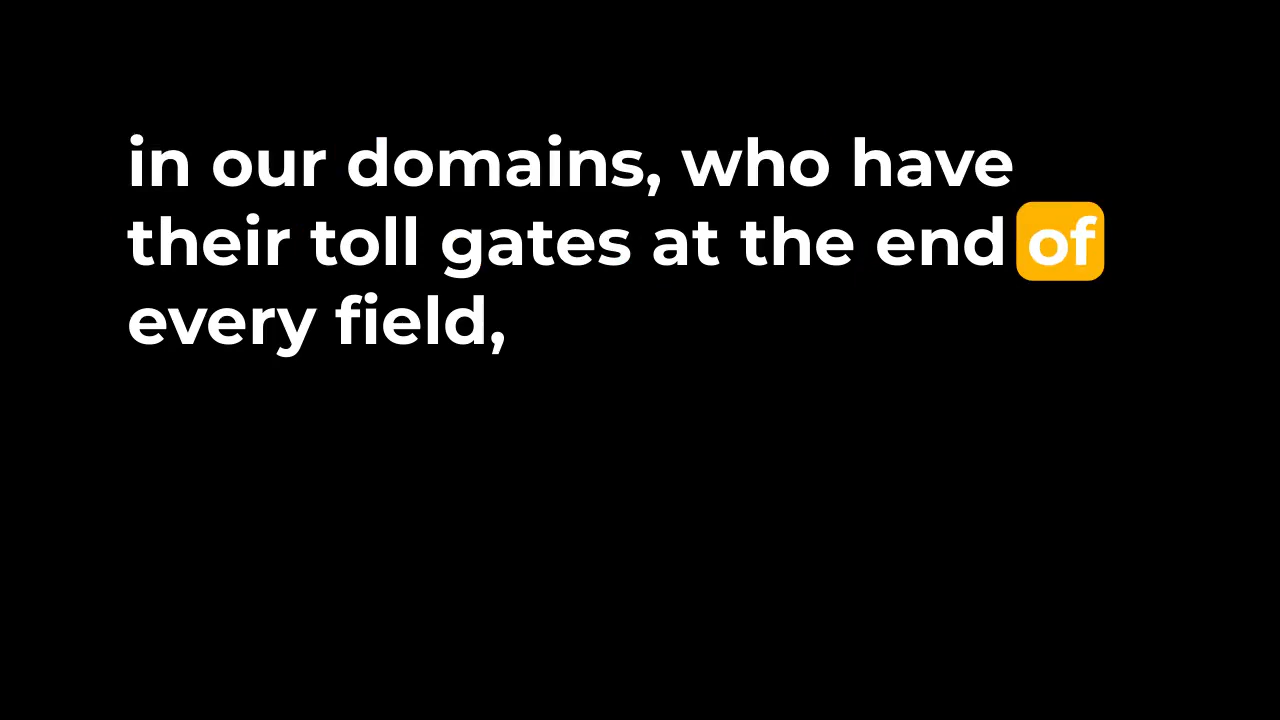 in our domains, who have
their toll gates at the end of
every field,